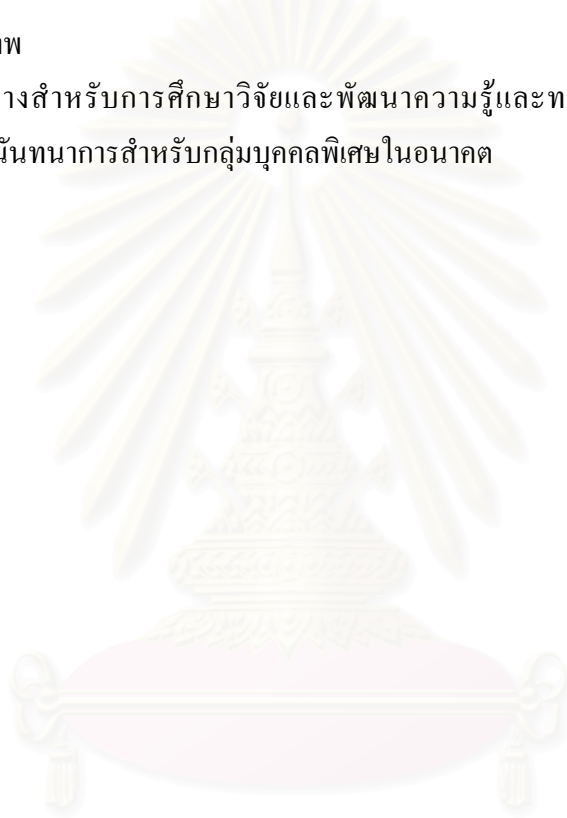 าพ
างสำหรับการศึกษาวิจัยและพัฒนาความรู้และท
นันทนาการสำหรับกลุ่มบุคคลพิเศษในอนาคต